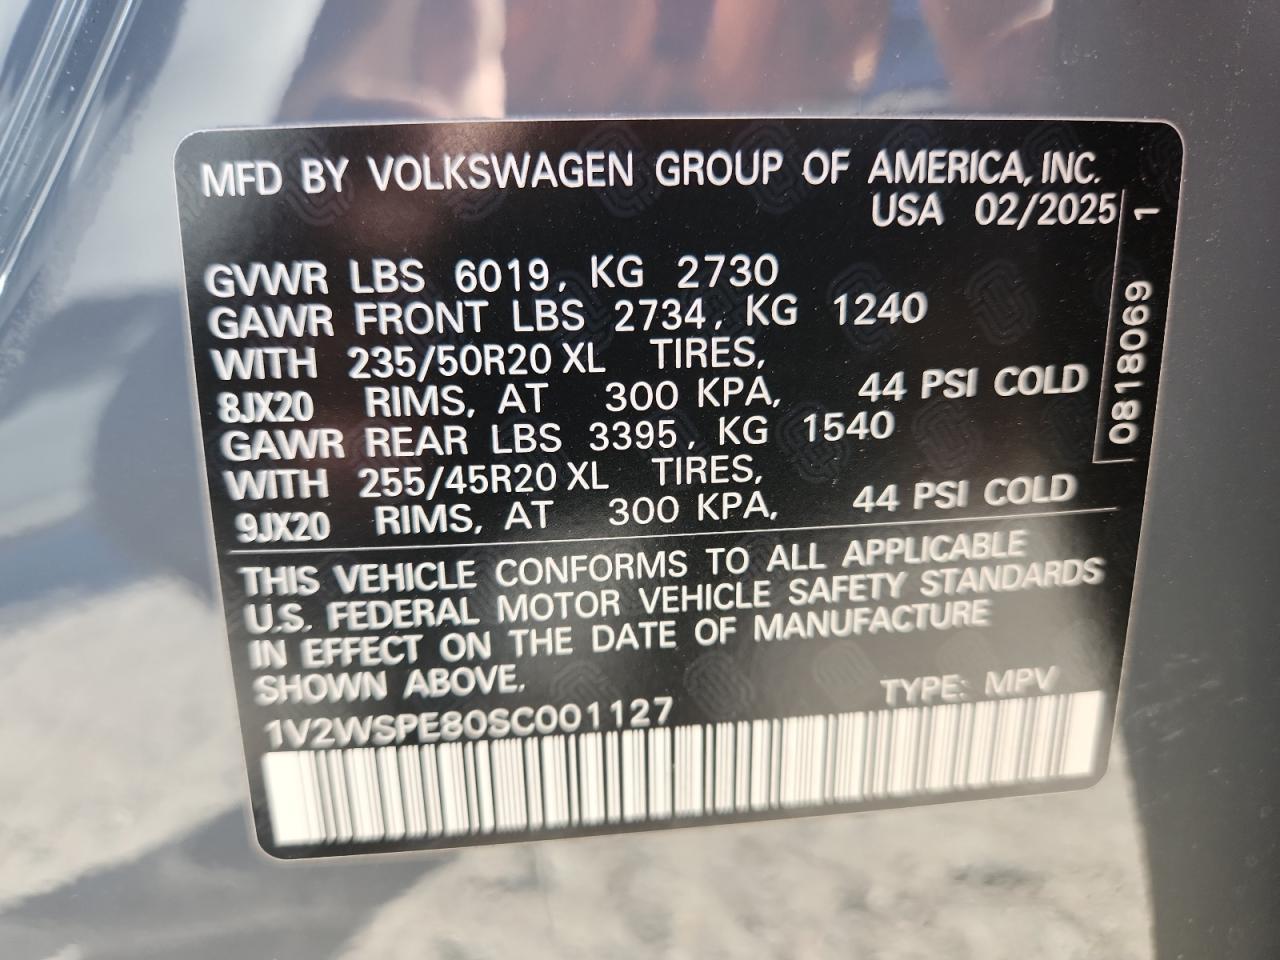 MFD BY VOLKSWAGEN GROUP OF AMERICA, INC.
USA 02/2025
GVWR LBS 6019, KG 2730
GAWR FRONT LBS 2734, KG 1240
WITH 235/50R20 XL TIRES,
8JX20 RIMS, AT 300 KPA, 44 PSI COLD
GAWR REAR LBS 3395, KG 1540
WITH 255/45R20 XL TIRES,
9JX20 RIMS, AT 300 KPA, 44 PSI COLD
0818069 1
THIS VEHICLE CONFORMS TO ALL APPLICABLE
U.S. FEDERAL MOTOR VEHICLE SAFETY STANDARDS
IN EFFECT ON THE DATE OF MANUFACTURE
SHOWN ABOVE.
TYPE: MPV
1V2WSPE80SC001127